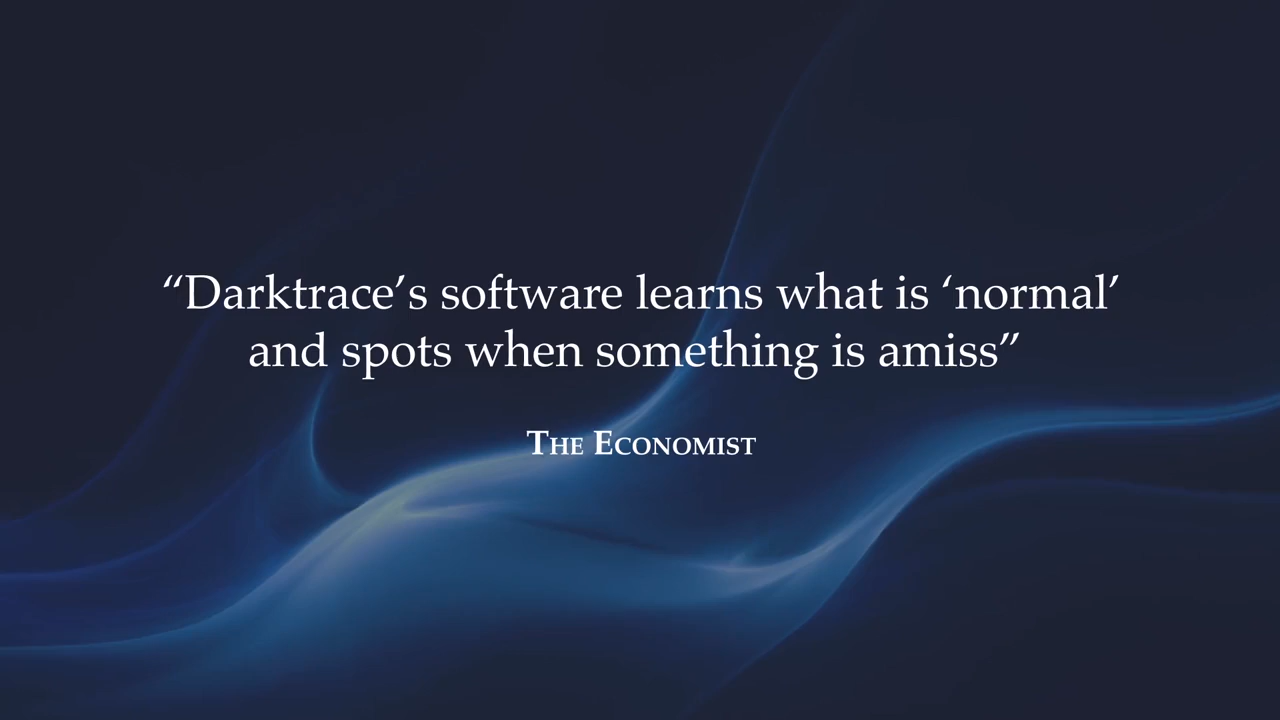 “Darktrace’s software learns what is ‘normal’
and spots when something is amiss”
The Economist